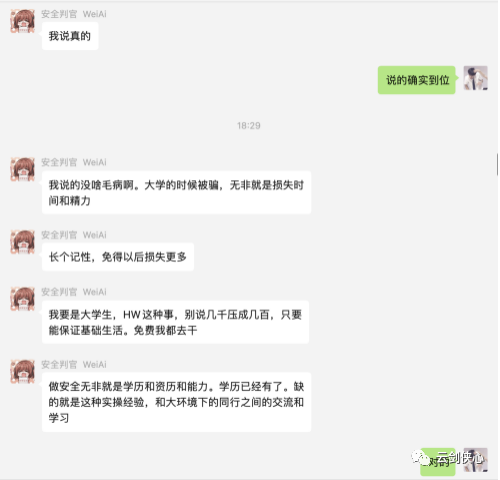 安全判官 WeiAi
我说真的
说的确实到位
18:29
安全判官 WeiAi
我说的没啥毛病啊。大学的时候被骗，无非就是损失时
间和精力
安全判官 WeiAi
长个记性，免得以后损失更多
安全判官 WeiAi
我要是大学生，HW这种事，别说几千压成几百，只要
能保证基础生活。免费我都去干
安全判官 WeiAi
做安全无非就是学历和资历和能力。学历已经有了。缺
的就是这种实操经验，和大环境下的同行之间的交流和
学习
对的
云剑侠心